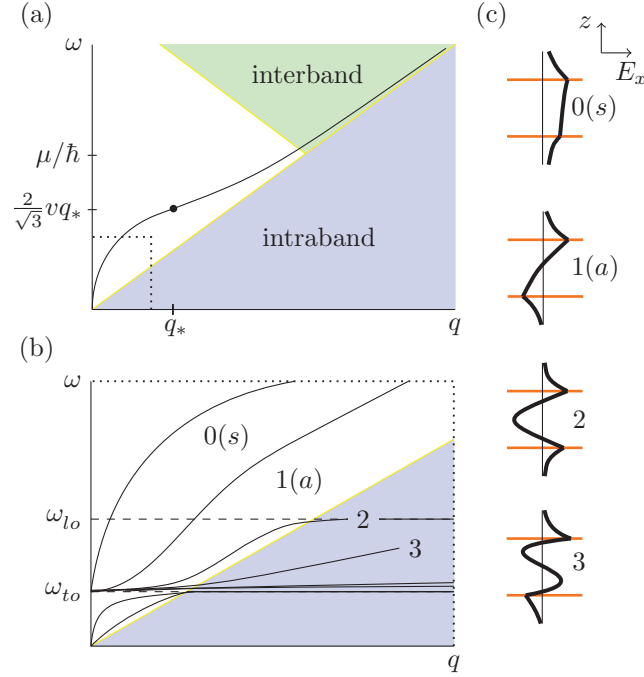 (a)
ω
interband
μ/ħ
2/√3 vq*
intraband
q*
q
(b)
ω
0(s)
1(a)
ω_lo
2
3
ω_to
q
(c)
z
E_x
0(s)
1(a)
2
3